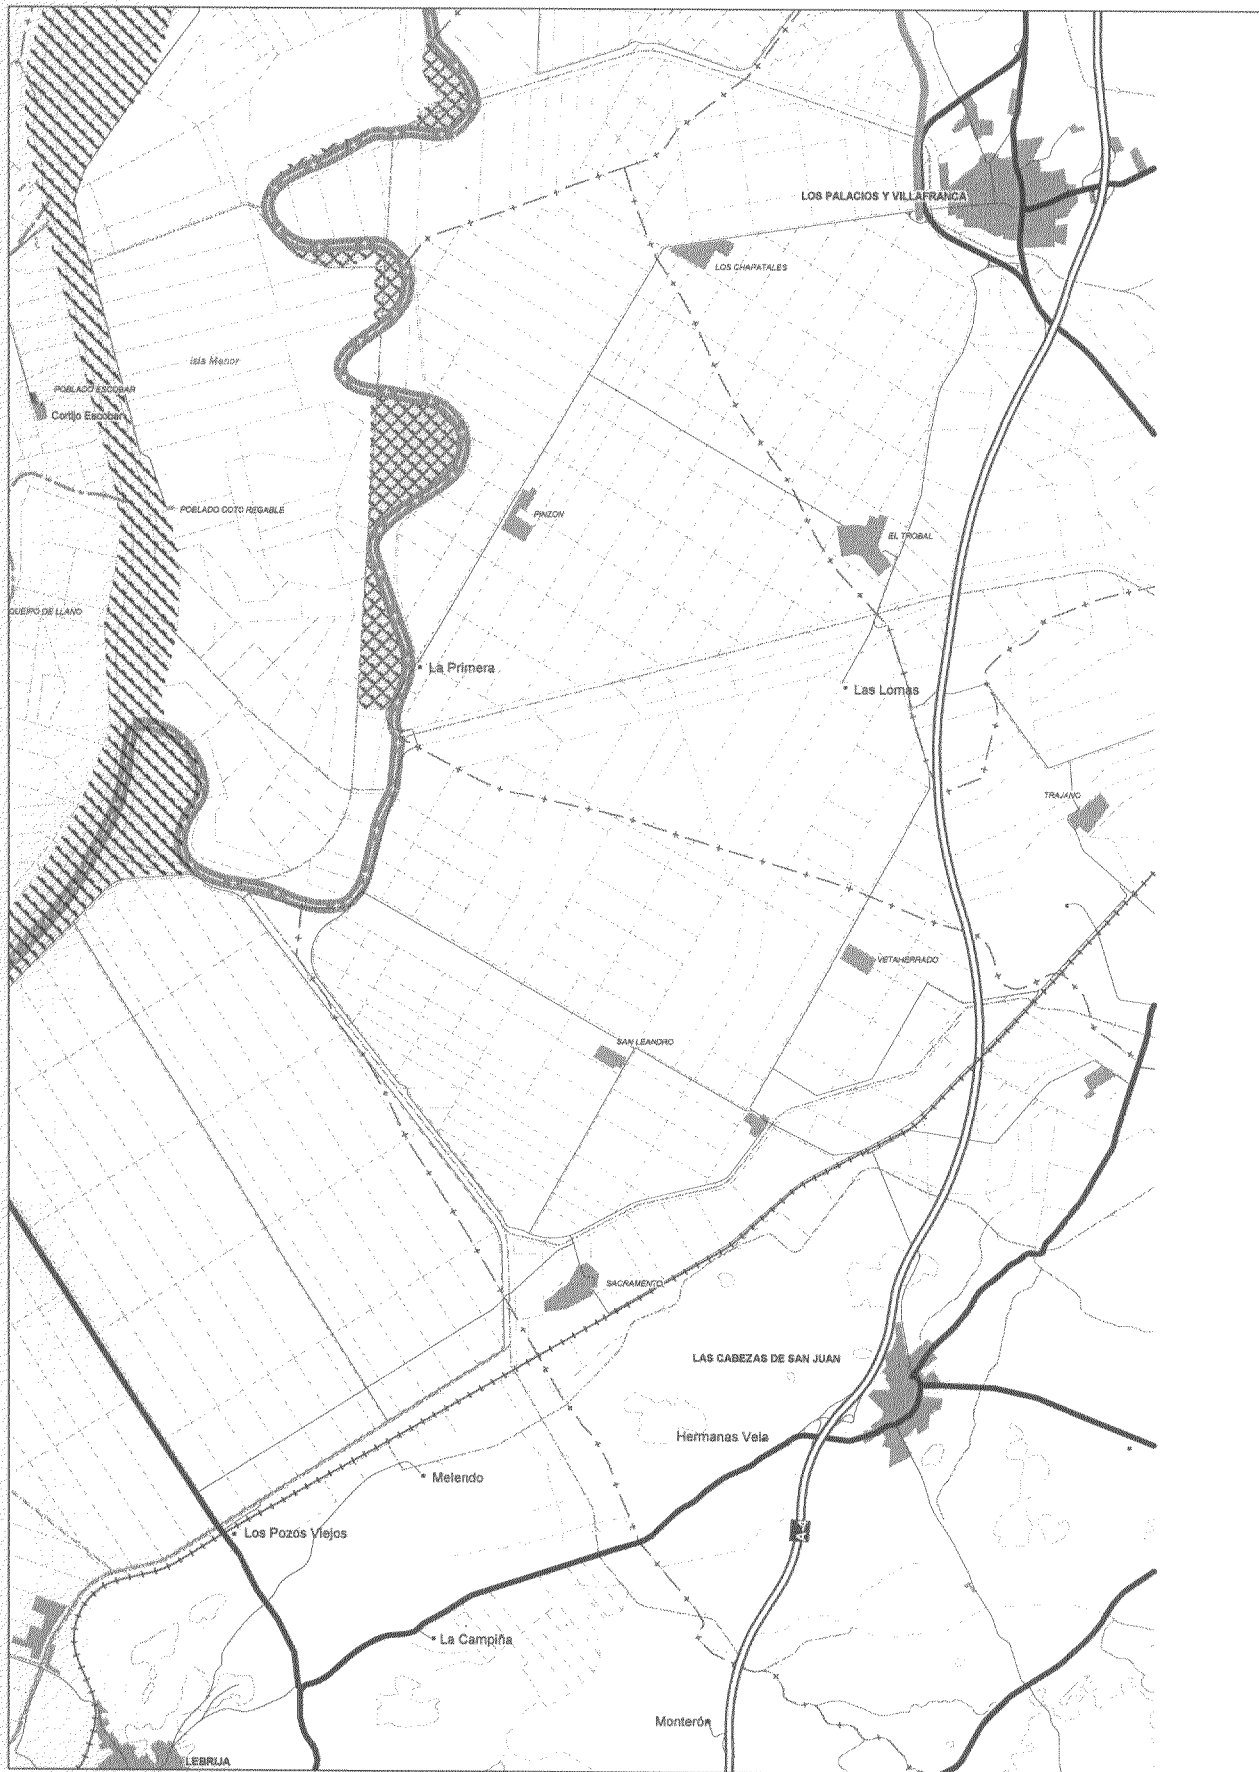 LOS PALACIOS Y VILLAFRANCA
LOS CHAPATALES
Isla Menor
POBLADO ESCOBAR
Cortijo Escobar
POBLADO COTO REGABLE
PINZON
EL TROBAL
QUEIPO DE LLANO
La Primera
Las Lomas
TRAJANO
VETAHERRADO
SAN LEANDRO
SACRAMENTO
LAS CABEZAS DE SAN JUAN
Hermanas Vela
Melendo
Los Pozos Viejos
La Campiña
Monterón
LEBRIJA